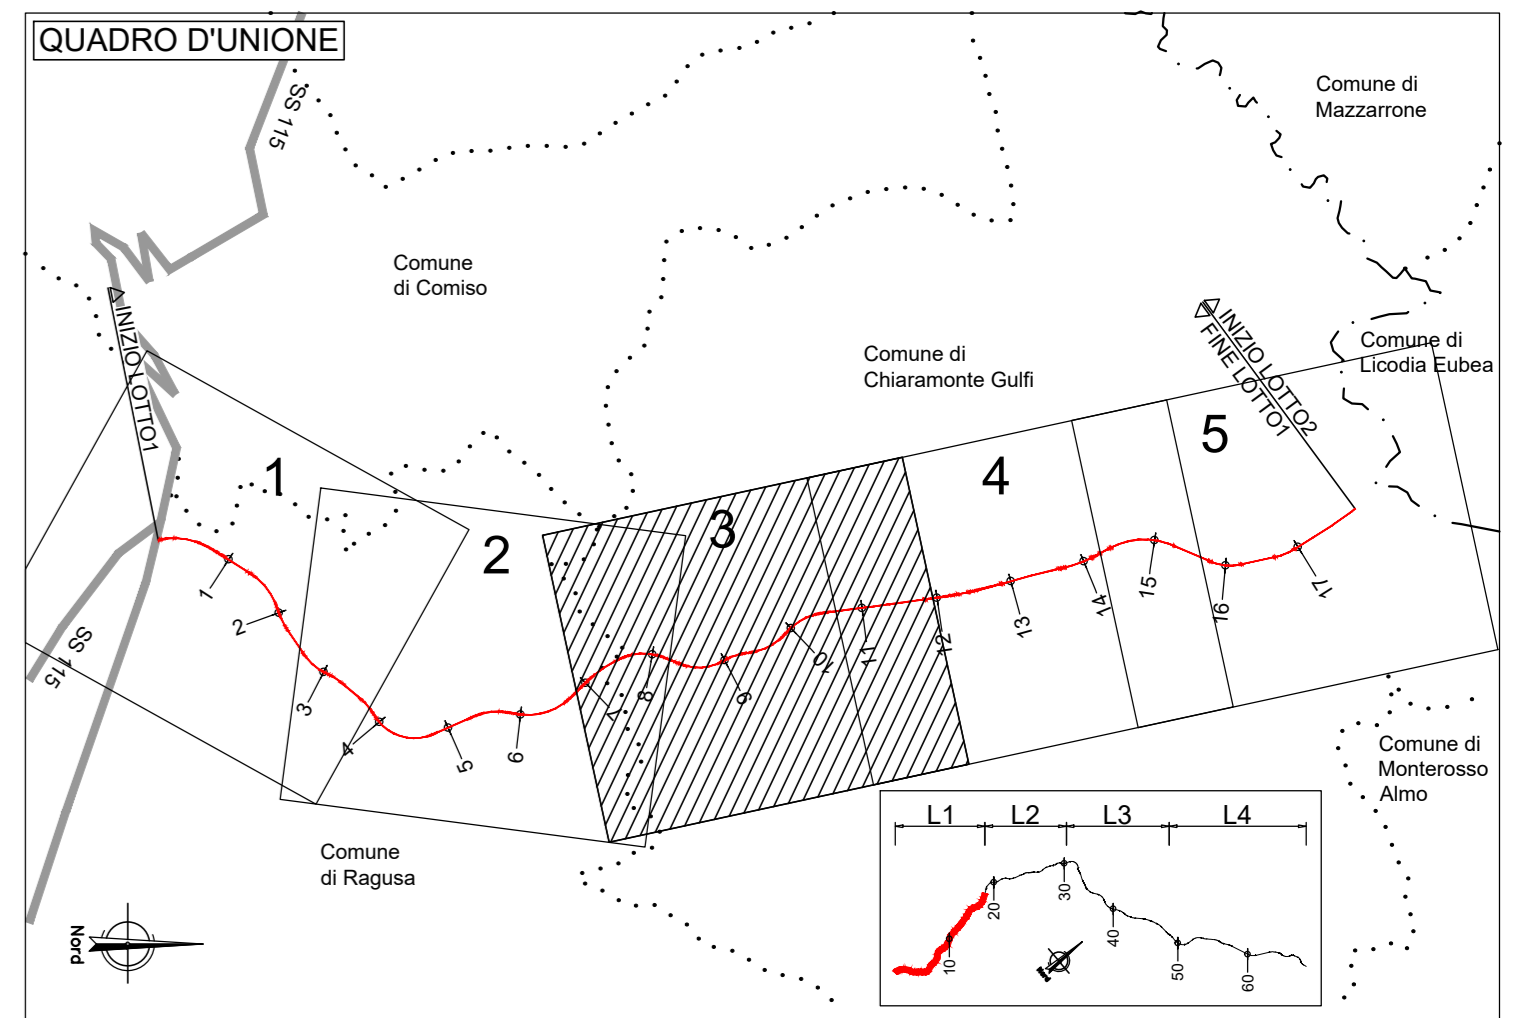 QUADRO D'UNIONE
SS 115
Comune di
Mazzarrone
Comune
di Comiso
INIZIO LOTTO1
INIZIO LOTTO2
FINE LOTTO1
Comune di
Chiaramonte Gulfi
Comune di
Licodia Eubea
1
2
3
4
5
1
2
3
4
5
6
7
8
9
10
11
12
13
14
15
16
17
SS 115
Comune
di Ragusa
Comune di
Monterosso
Almo
Nord
L1
L2
L3
L4
10
20
30
40
50
60